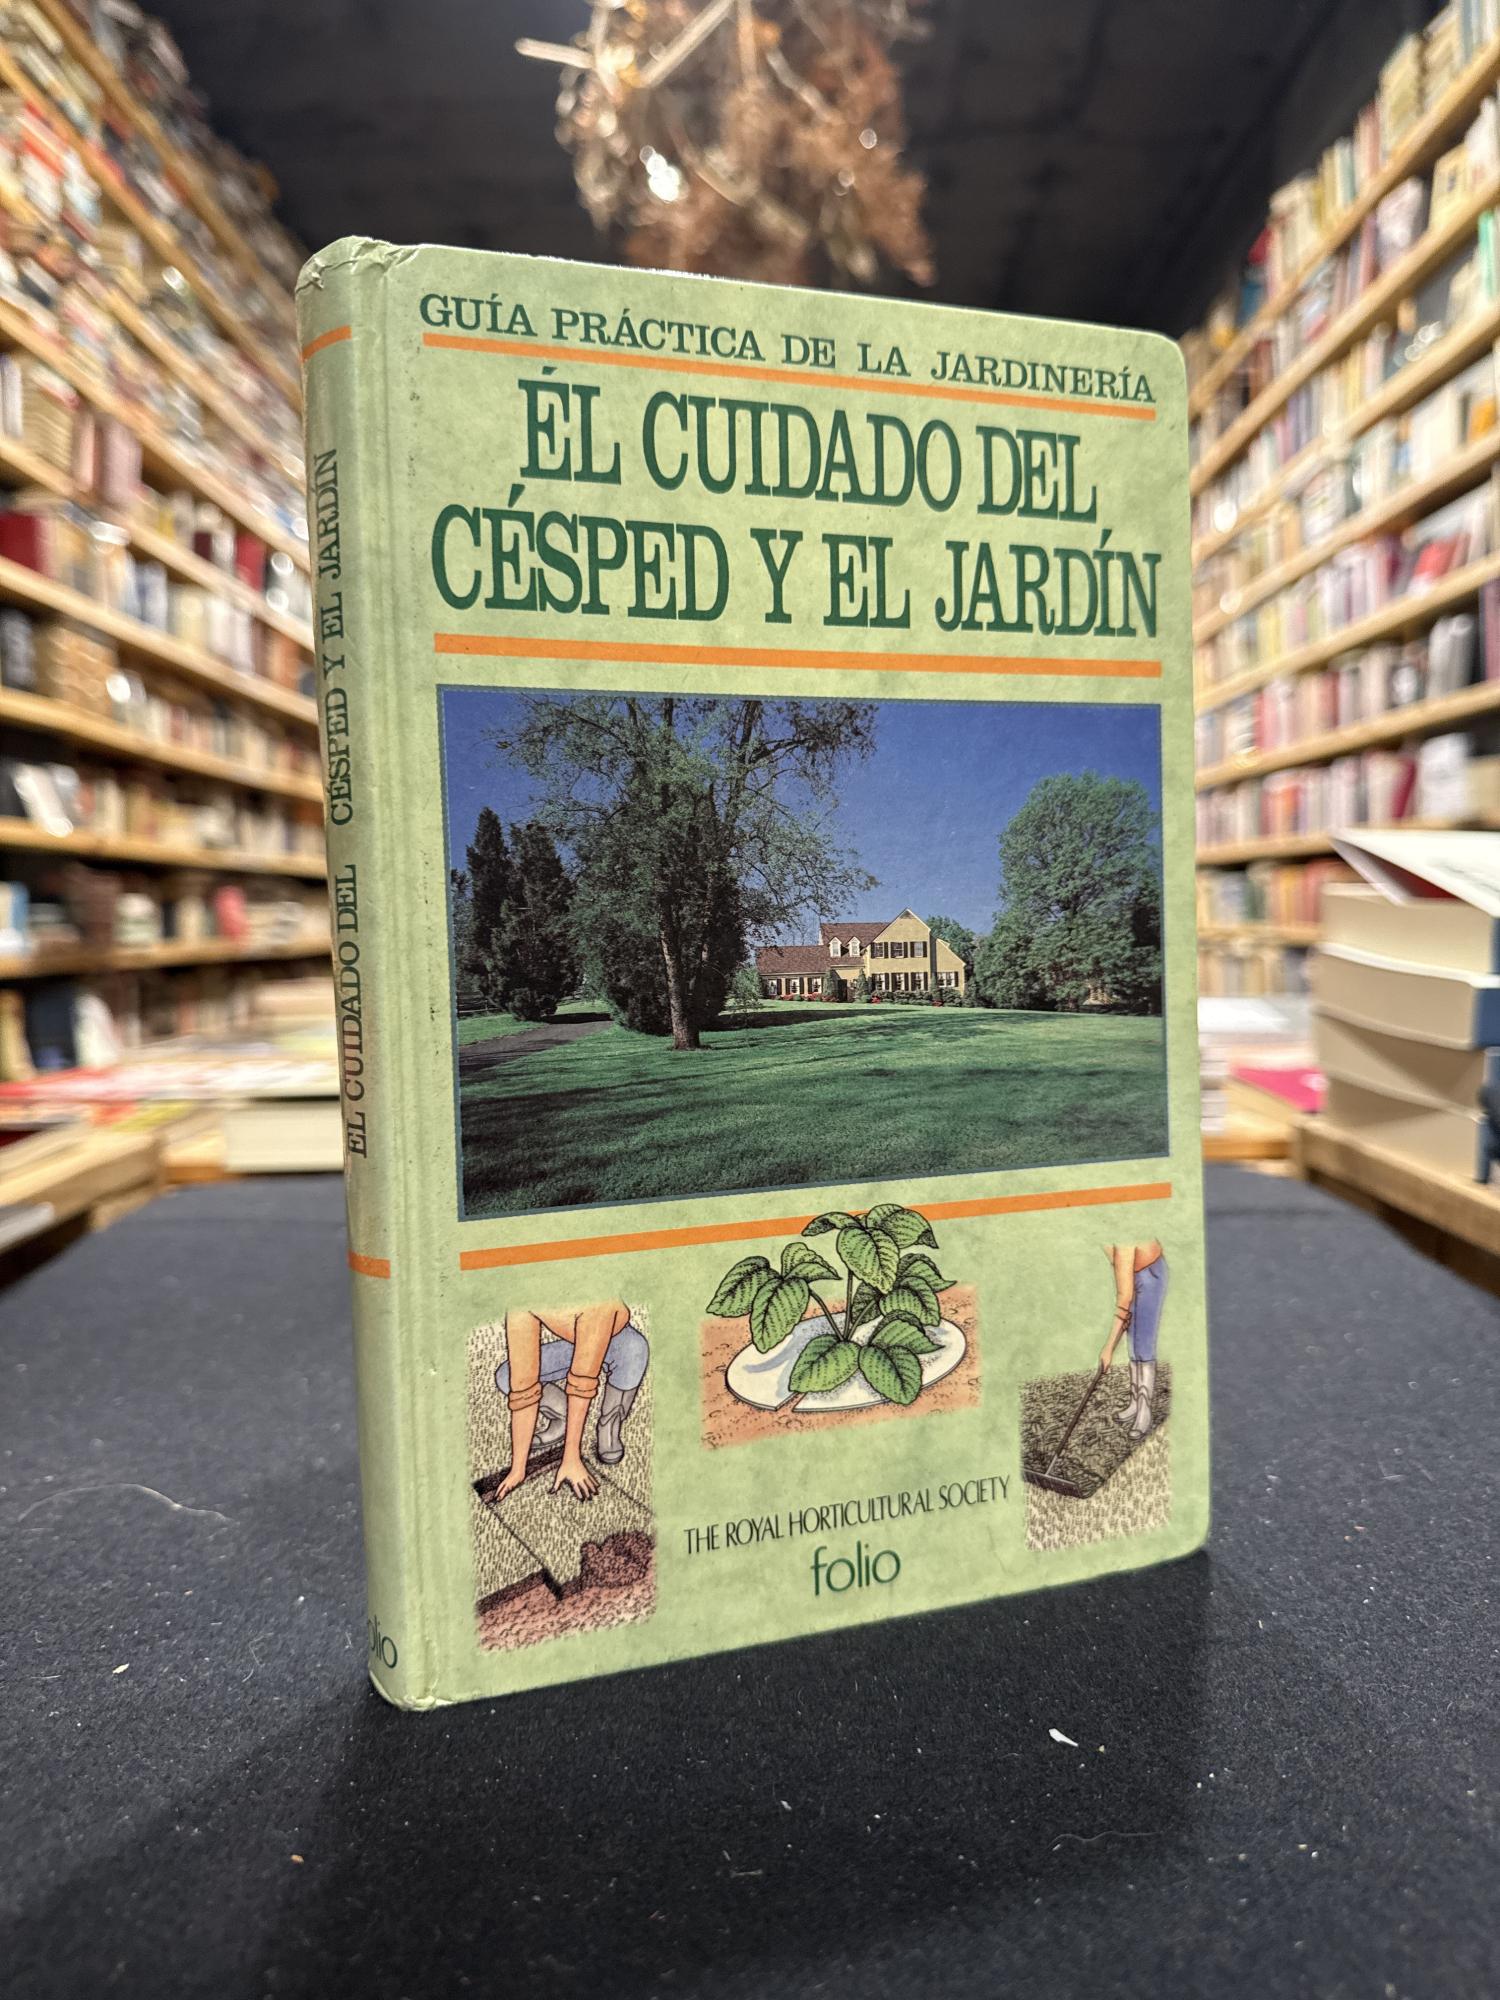 GUÍA PRÁCTICA DE LA JARDINERÍA
ÉL CUIDADO DEL
CÉSPED Y EL JARDÍN
THE ROYAL HORTICULTURAL SOCIETY
folio
EL CUIDADO DEL CÉSPED Y EL JARDÍN
olio